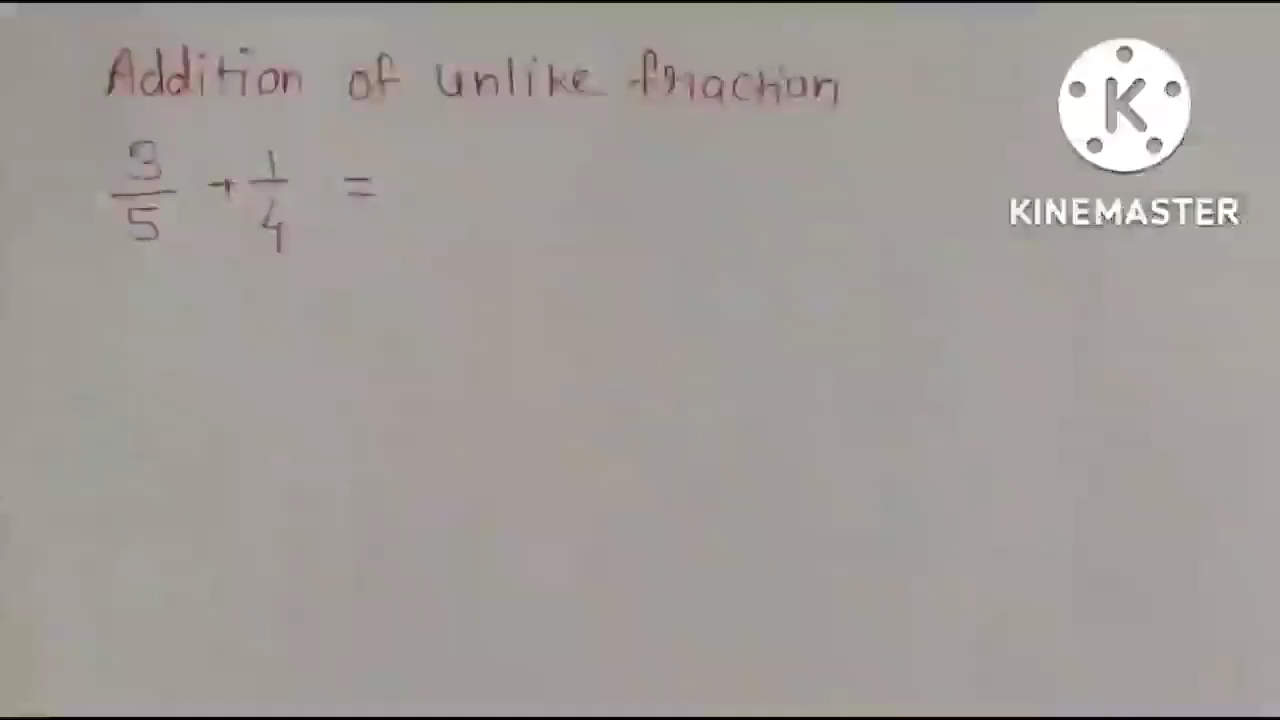 Addition of unlike fraction
3/5 + 1/4 =
K
KINEMASTER